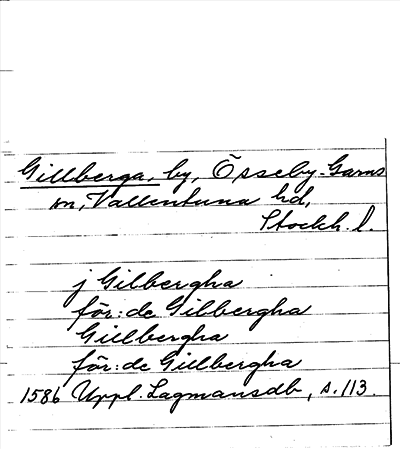 Gillberga, by, Össeby-Garns
sn, Vallentuna hd,
Stockh. l.
j Gilbergha
för: de Gilbergha
Gillbergha
för: de Gillbergha
1586 Uppl. Lagmansdb, s. 113.